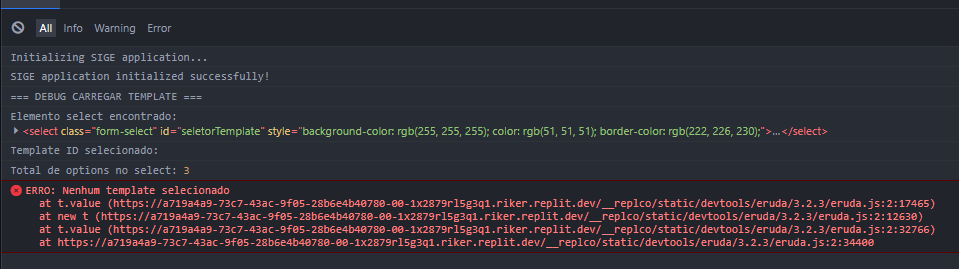 All Info Warning Error
Initializing SIGE application...
SIGE application initialized successfully!
=== DEBUG CARREGAR TEMPLATE ===
Elemento select encontrado:
<select class="form-select" id="seletorTemplate" style="background-color: rgb(255, 255, 255); color: rgb(51, 51, 51); border-color: rgb(222, 226, 230);">…</select>
Template ID selecionado:
Total de options no select: 3
ERRO: Nenhum template selecionado
at t.value (https://a719a4a9-73c7-43ac-9f05-28b6e4b40780-00-1x2879rl5g3q1.riker.replit.dev/__replco/static/devtools/eruda/3.2.3/eruda.js:2:17465)
at new t (https://a719a4a9-73c7-43ac-9f05-28b6e4b40780-00-1x2879rl5g3q1.riker.replit.dev/__replco/static/devtools/eruda/3.2.3/eruda.js:2:12630)
at t.value (https://a719a4a9-73c7-43ac-9f05-28b6e4b40780-00-1x2879rl5g3q1.riker.replit.dev/__replco/static/devtools/eruda/3.2.3/eruda.js:2:32766)
at https://a719a4a9-73c7-43ac-9f05-28b6e4b40780-00-1x2879rl5g3q1.riker.replit.dev/__replco/static/devtools/eruda/3.2.3/eruda.js:2:34400